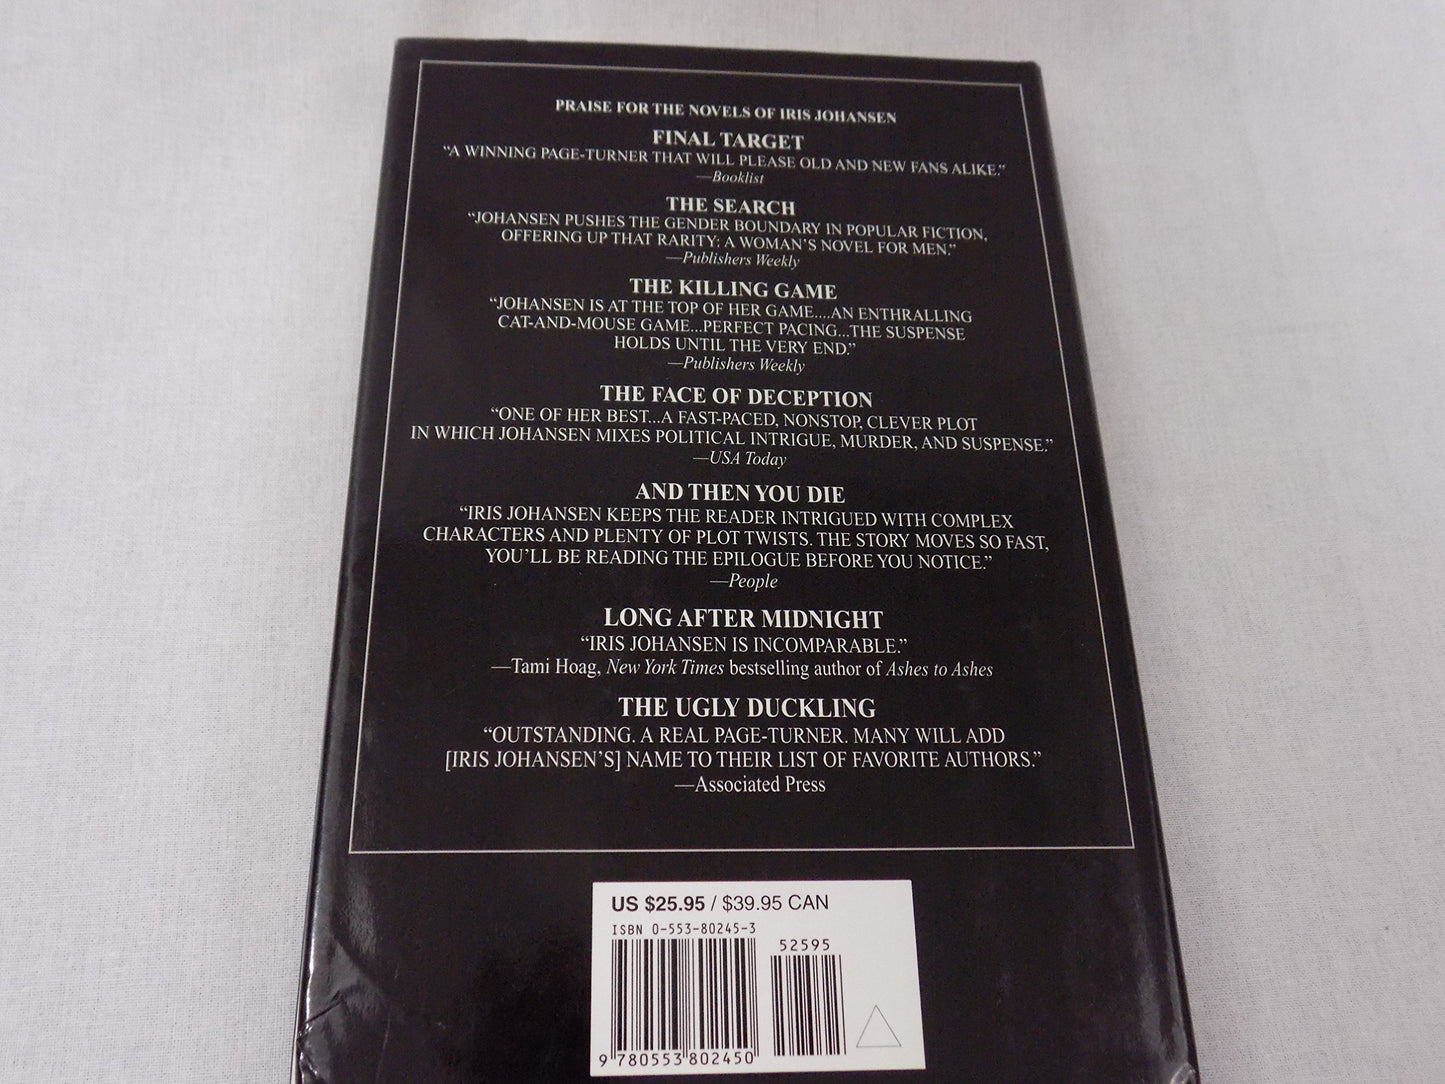 PRAISE FOR THE NOVELS OF IRIS JOHANSEN
FINAL TARGET
“A WINNING PAGE-TURNER THAT WILL PLEASE OLD AND NEW FANS ALIKE.”
—Booklist
THE SEARCH
“JOHANSEN PUSHES THE GENDER BOUNDARY IN POPULAR FICTION,
OFFERING UP THAT RARITY: A WOMAN’S NOVEL FOR MEN.”
—Publishers Weekly
THE KILLING GAME
“JOHANSEN IS AT THE TOP OF HER GAME....AN ENTHRALLING
CAT-AND-MOUSE GAME...PERFECT PACING...THE SUSPENSE
HOLDS UNTIL THE VERY END.”
—Publishers Weekly
THE FACE OF DECEPTION
“ONE OF HER BEST...A FAST-PACED, NONSTOP, CLEVER PLOT
IN WHICH JOHANSEN MIXES POLITICAL INTRIGUE, MURDER, AND SUSPENSE.”
—USA Today
AND THEN YOU DIE
“IRIS JOHANSEN KEEPS THE READER INTRIGUED WITH COMPLEX
CHARACTERS AND PLENTY OF PLOT TWISTS. THE STORY MOVES SO FAST,
YOU’LL BE READING THE EPILOGUE BEFORE YOU NOTICE.”
—People
LONG AFTER MIDNIGHT
“IRIS JOHANSEN IS INCOMPARABLE.”
—Tami Hoag, New York Times bestselling author of Ashes to Ashes
THE UGLY DUCKLING
“OUTSTANDING. A REAL PAGE-TURNER. MANY WILL ADD
[IRIS JOHANSEN’S] NAME TO THEIR LIST OF FAVORITE AUTHORS.”
—Associated Press
US $25.95 / $39.95 CAN
ISBN 0-553-80245-3
52595
9 780553 802450